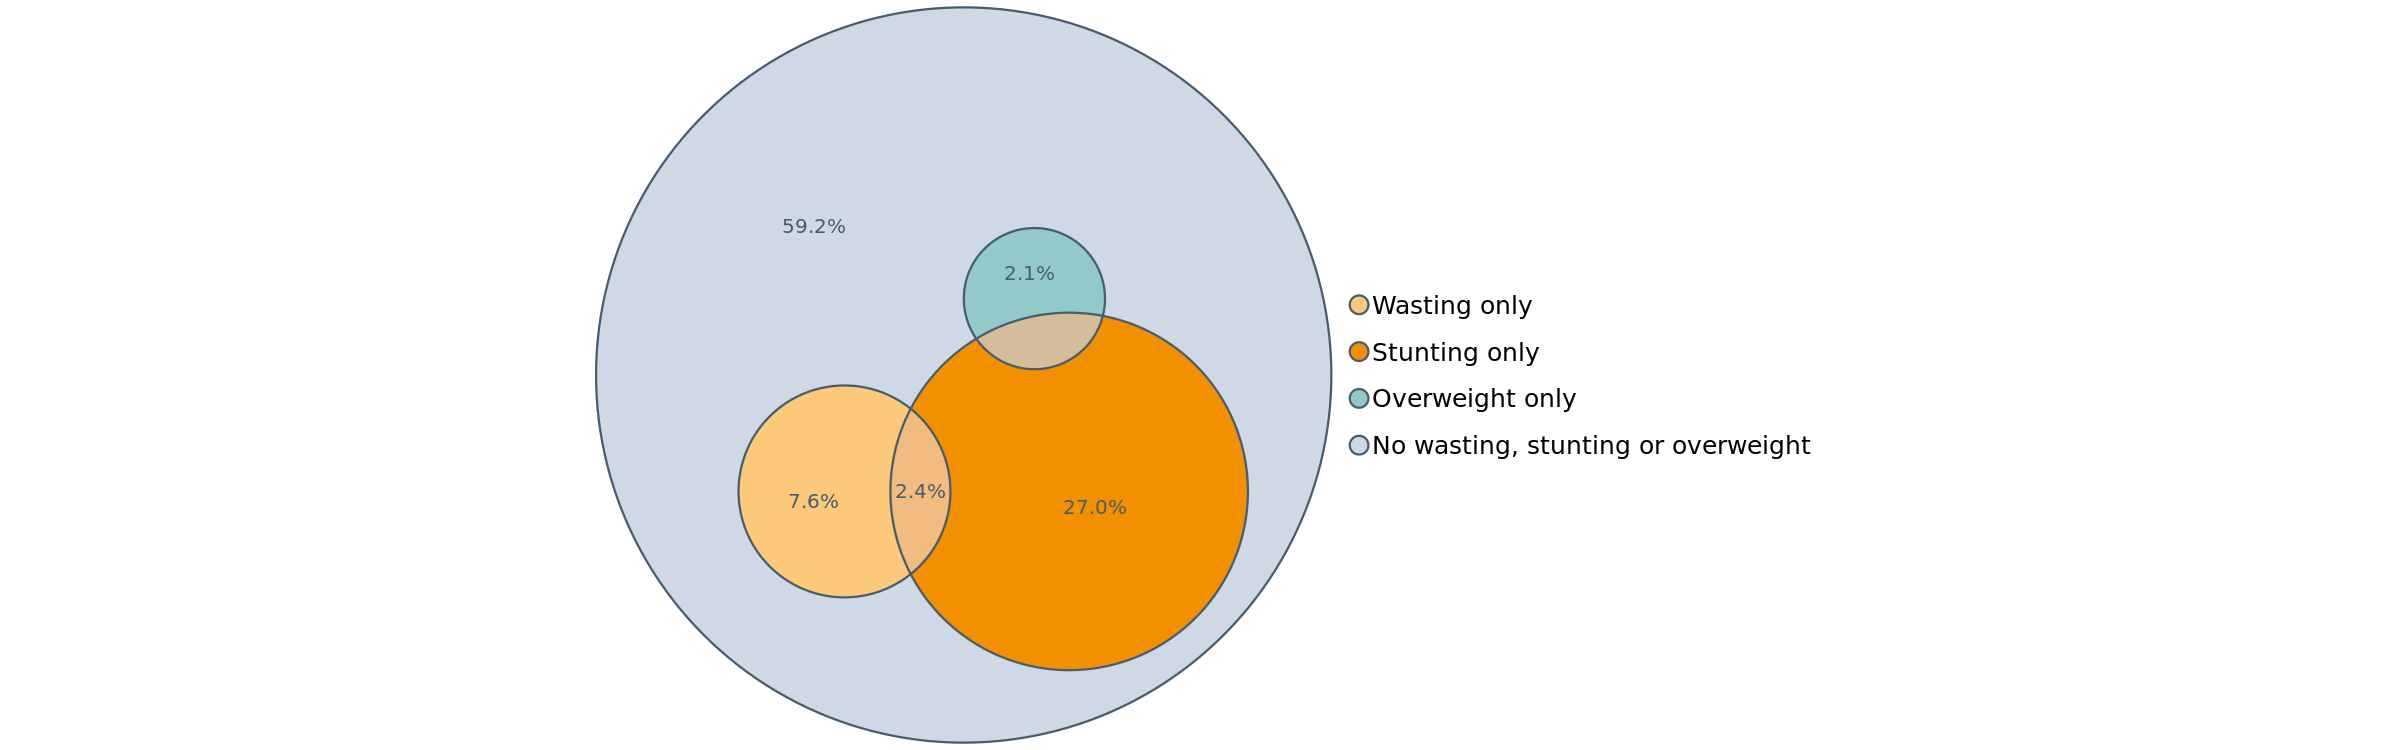 59.2%
2.1%
7.6%
2.4%
27.0%
Wasting only
Stunting only
Overweight only
No wasting, stunting or overweight